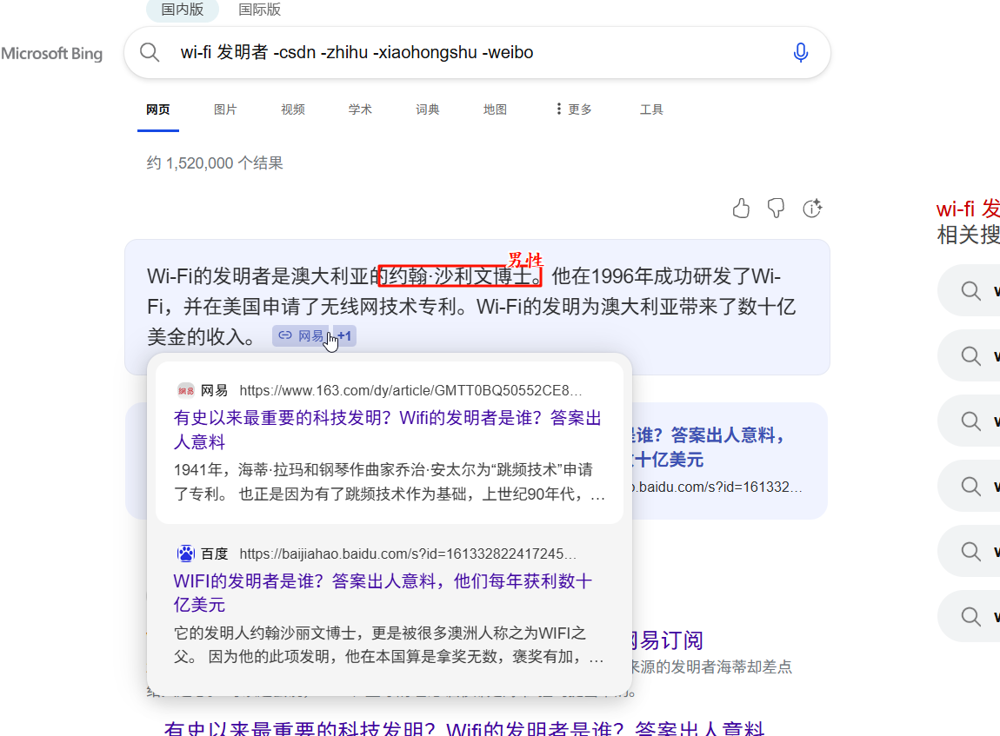 国内版 国际版
Microsoft Bing
wi-fi 发明者 -csdn -zhihu -xiaohongshu -weibo
网页 图片 视频 学术 词典 地图 更多 工具
约 1,520,000 个结果
wi-fi 发
相关搜
男性
Wi-Fi的发明者是澳大利亚的约翰·沙利文博士。他在1996年成功研发了Wi-
Fi，并在美国申请了无线网技术专利。Wi-Fi的发明为澳大利亚带来了数十亿
美金的收入。 网易 +1
网易 https://www.163.com/dy/article/GMTT0BQ50552CE8...
有史以来最重要的科技发明？Wifi的发明者是谁？答案出
人意料
1941年，海蒂·拉玛和钢琴作曲家乔治·安太尔为“跳频技术”申请
了专利。 也正是因为有了跳频技术作为基础，上世纪90年代，…
是谁？答案出人意料，
十亿美元
o.baidu.com/s?id=161332...
百度 https://baijiahao.baidu.com/s?id=161332822417245...
WIFI的发明者是谁？答案出人意料，他们每年获利数十
亿美元
它的发明人约翰沙丽文博士，更是被很多澳洲人称之为WIFI之
父。 因为他的此项发明，他在本国算是拿奖无数，褒奖有加，…
网易订阅
来源的发明者海蒂却差点
有史以来最重要的科技发明？Wifi的发明者是谁？答案出人意料